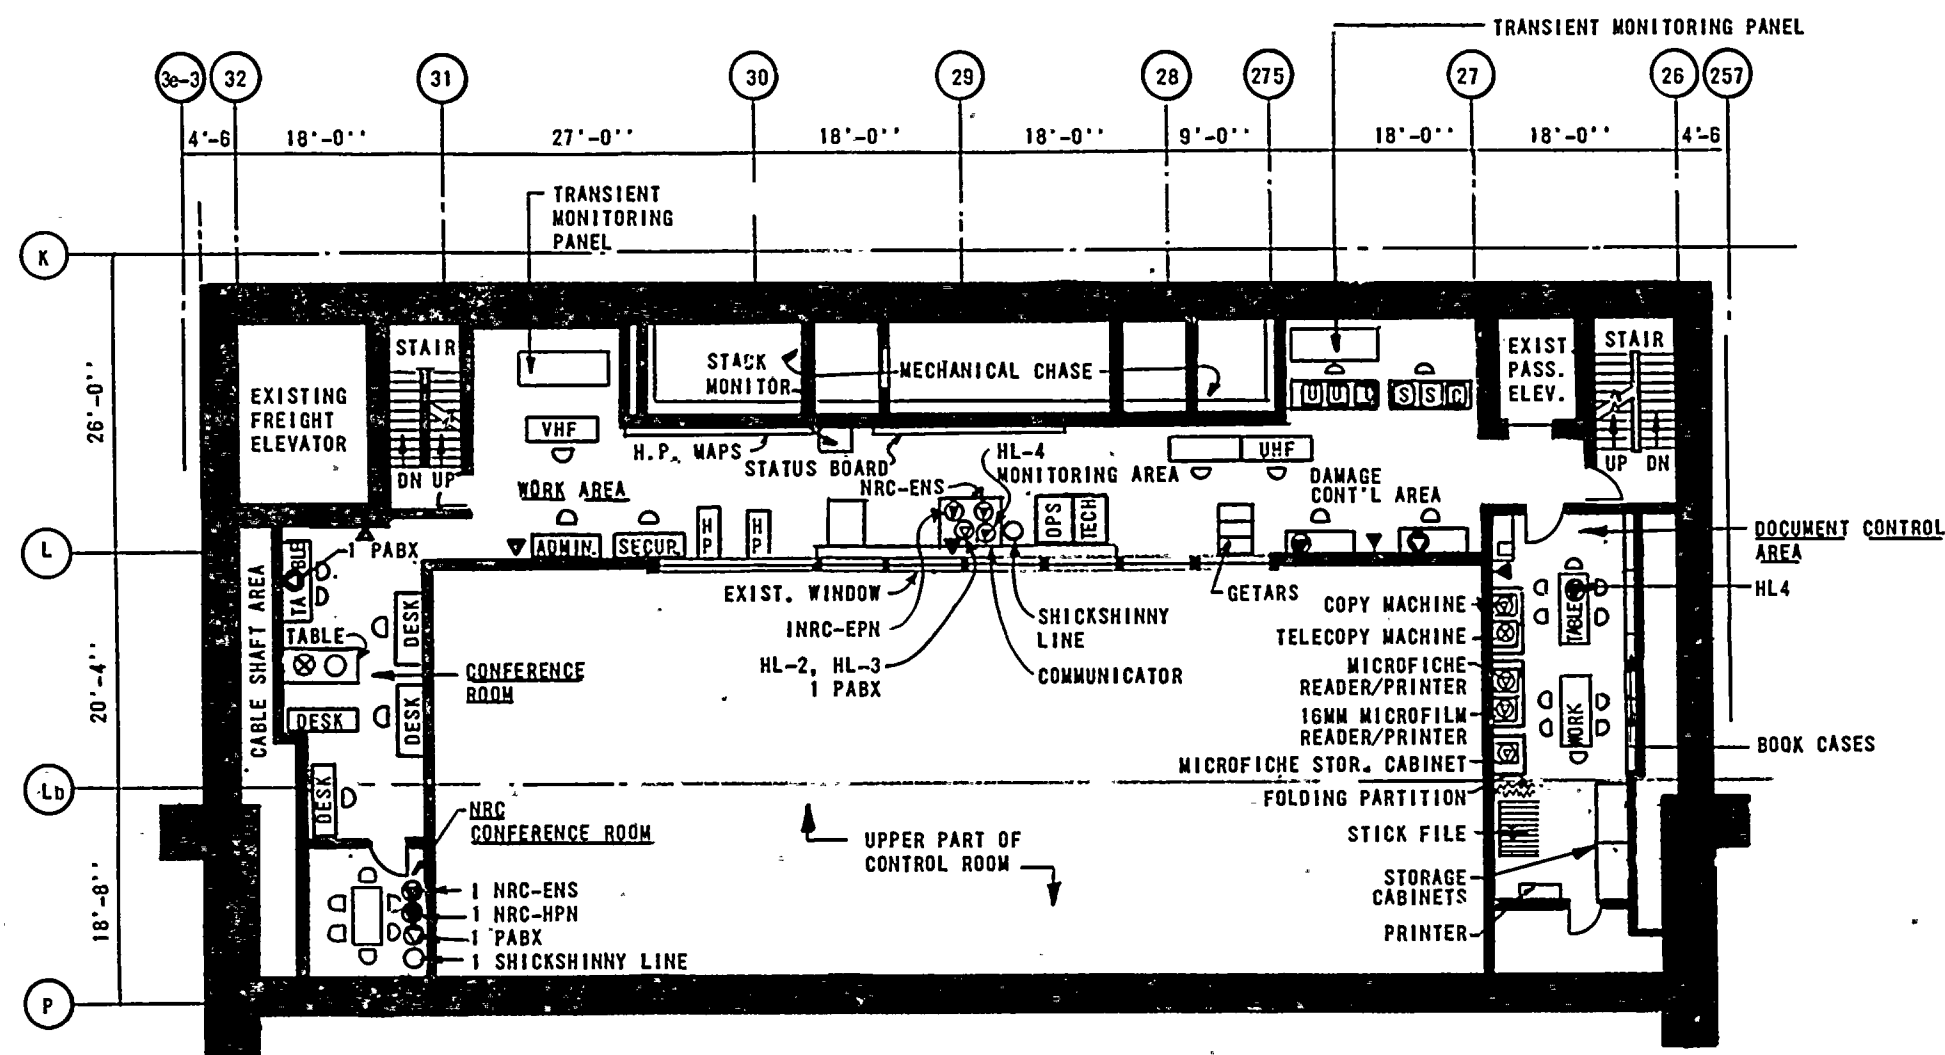 TRANSIENT MONITORING PANEL
3e-3 32 31 30 29 28 275 27 26 257
4'-6 18'-0'' 27'-0'' 18'-0'' 18'-0'' 9'-0'' 18'-0'' 18'-0'' 4'-6
TRANSIENT
MONITORING
PANEL
K
26'-0''
EXISTING
FREIGHT
ELEVATOR
STAIR
DN UP
VHF
STACK
MONITOR
MECHANICAL CHASE
U U
S S C
EXIST.
PASS.
ELEV.
STAIR
UP DN
H.P. MAPS
STATUS BOARD
HL-4
MONITORING AREA
NRC-ENS
UHF
DAMAGE
CONT'L AREA
WORK AREA
ADMIN.
SECUR.
HP
HP
OPS
TECH
L
1 PABX
TABLE
CABLE SHAFT AREA
TABLE
DESK
DESK
DESK
DESK
CONFERENCE
ROOM
20'-4''
EXIST. WINDOW
INRC-EPN
HL-2, HL-3
1 PABX
SHICKSHINNY
LINE
COMMUNICATOR
GETARS
DOCUMENT CONTROL
AREA
HL4
COPY MACHINE
TELECOPY MACHINE
MICROFICHE
READER/PRINTER
16MM MICROFILM
READER/PRINTER
MICROFICHE STOR. CABINET
FOLDING PARTITION
STICK FILE
STORAGE
CABINETS
PRINTER
TABLE
WORK
BOOK CASES
Lb
NRC
CONFERENCE ROOM
UPPER PART OF
CONTROL ROOM
18'-8''
1 NRC-ENS
1 NRC-HPN
1 PABX
1 SHICKSHINNY LINE
P